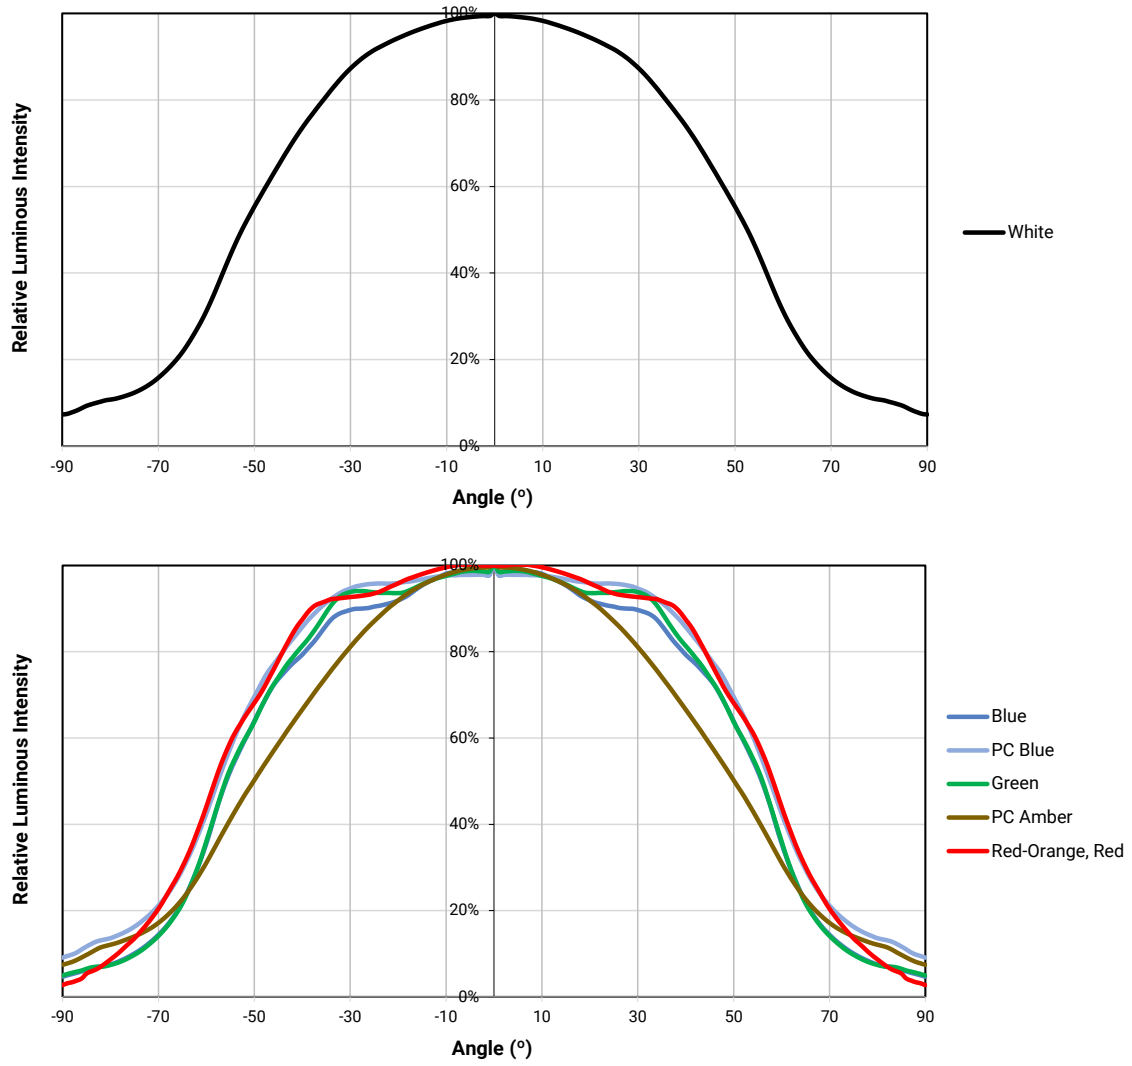 Relative Luminous Intensity
100%
80%
60%
40%
20%
0%
-90 -70 -50 -30 -10 10 30 50 70 90
Angle (º)
White
Relative Luminous Intensity
100%
80%
60%
40%
20%
0%
-90 -70 -50 -30 -10 10 30 50 70 90
Angle (º)
Blue
PC Blue
Green
PC Amber
Red-Orange, Red